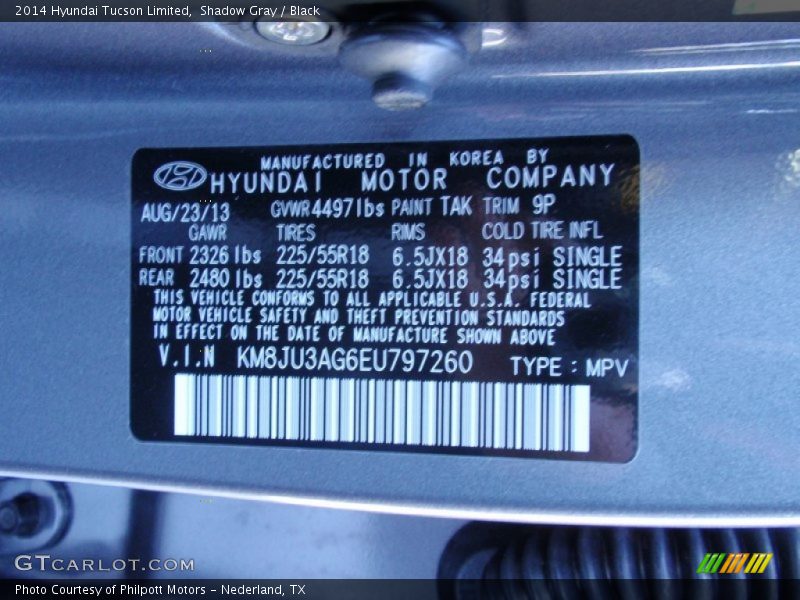 2014 Hyundai Tucson Limited, Shadow Gray / Black
MANUFACTURED IN KOREA BY
HYUNDAI MOTOR COMPANY
AUG/23/13 GVWR 4497lbs PAINT TAK TRIM 9P
GAWR TIRES RIMS COLD TIRE INFL
FRONT 2326 lbs 225/55R18 6.5JX18 34psi SINGLE
REAR 2480 lbs 225/55R18 6.5JX18 34psi SINGLE
THIS VEHICLE CONFORMS TO ALL APPLICABLE U.S.A. FEDERAL
MOTOR VEHICLE SAFETY AND THEFT PREVENTION STANDARDS
IN EFFECT ON THE DATE OF MANUFACTURE SHOWN ABOVE
V.I.N KM8JU3AG6EU797260 TYPE : MPV
GTCARLOT.COM
Photo Courtesy of Philpott Motors - Nederland, TX